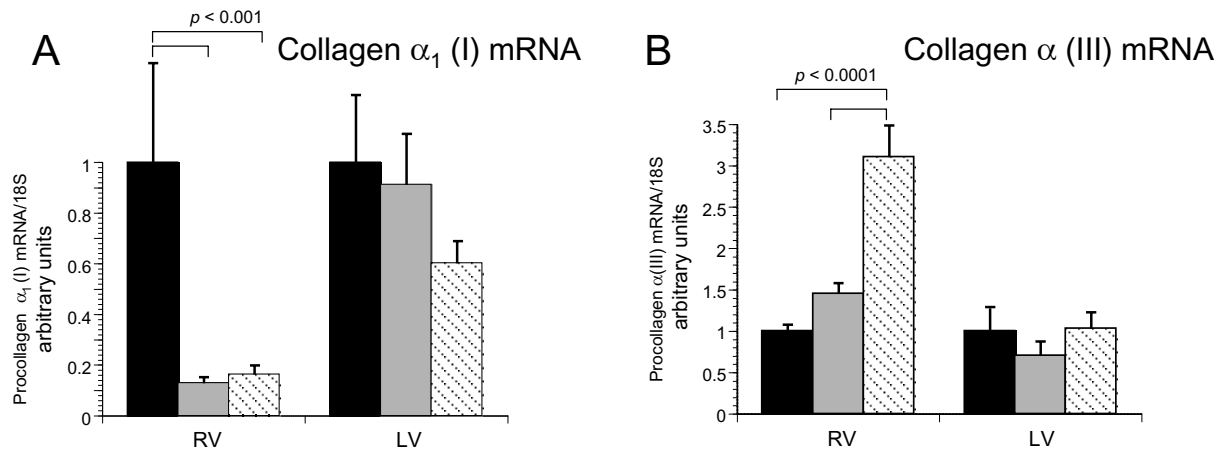 A
p < 0.001
Collagen α₁ (I) mRNA
Procollagen α₁ (I) mRNA/18S
arbitrary units
1
0.8
0.6
0.4
0.2
0
RV
LV
B
Collagen α (III) mRNA
p < 0.0001
Procollagen α(III) mRNA/18S
arbitrary units
3.5
3
2.5
2
1.5
1
0.5
0
RV
LV